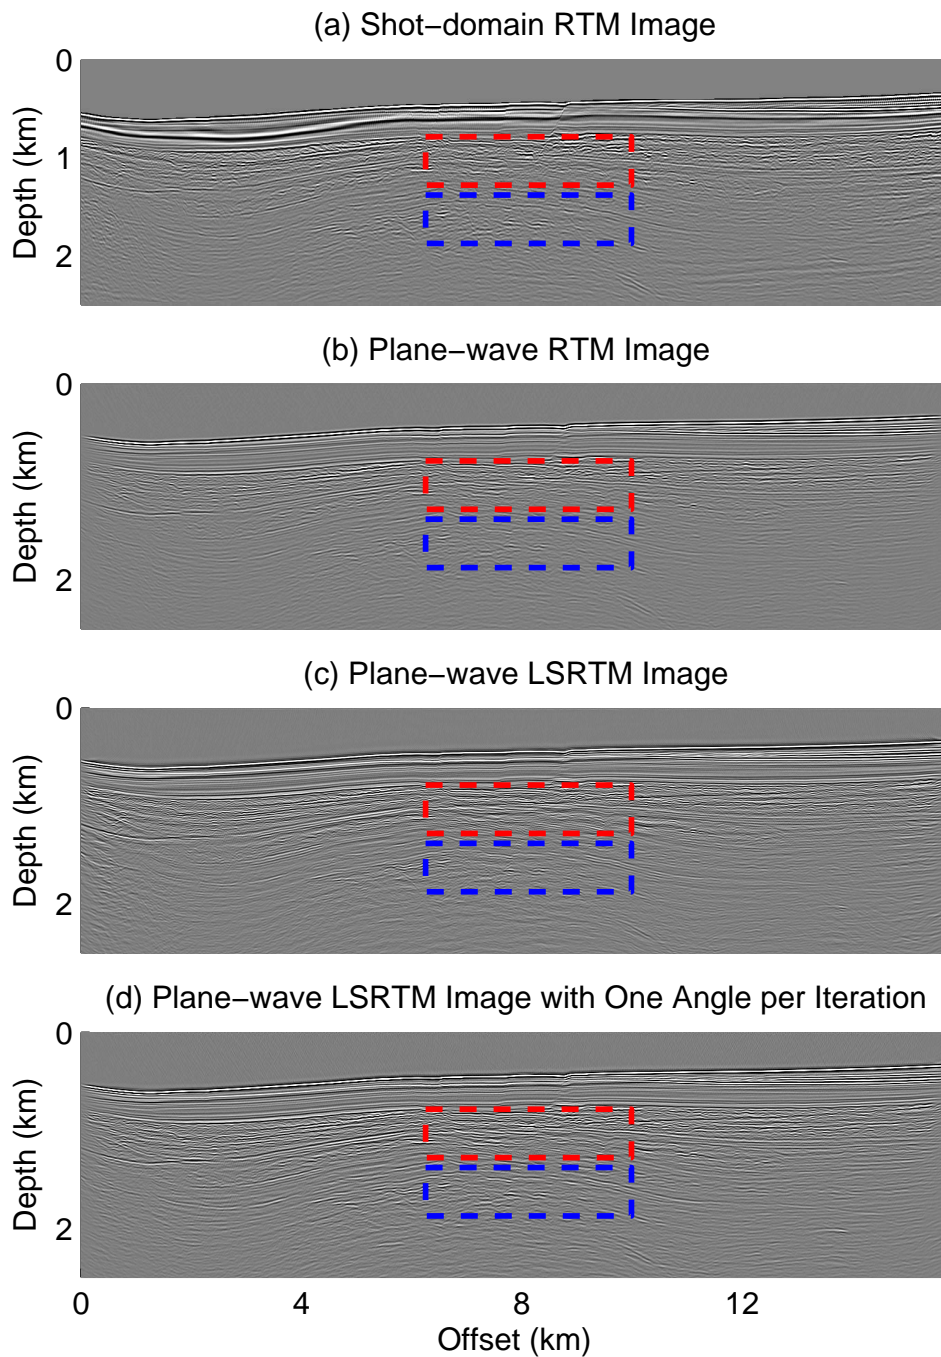 (a) Shot−domain RTM Image
0
1
2
Depth (km)
(b) Plane−wave RTM Image
0
2
Depth (km)
(c) Plane−wave LSRTM Image
0
2
Depth (km)
(d) Plane−wave LSRTM Image with One Angle per Iteration
0
2
Depth (km)
0 4 8 12
Offset (km)